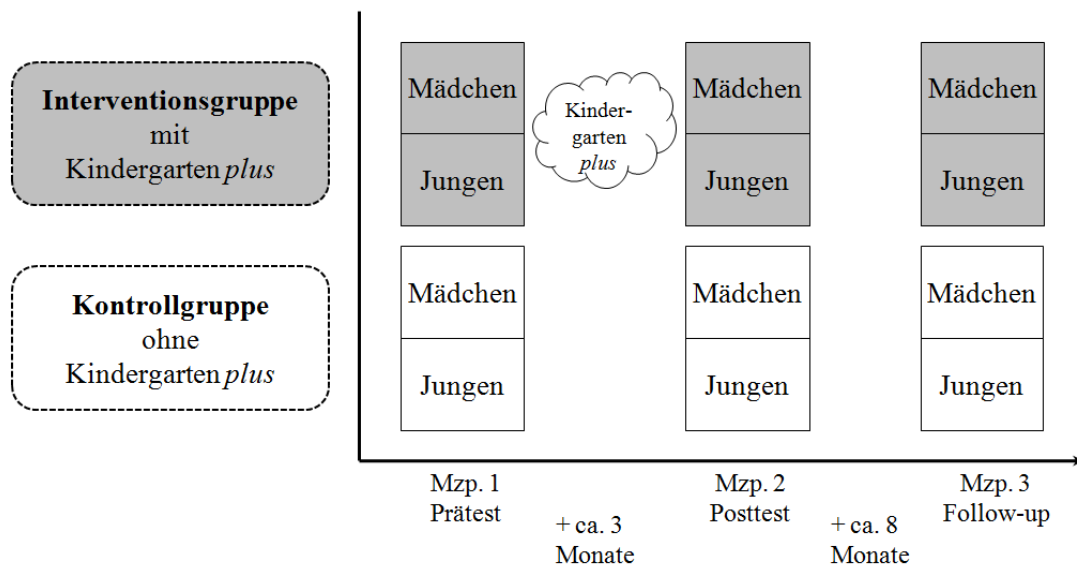 Interventionsgruppe
mit
Kindergarten plus
Mädchen
Jungen
Kinder-
garten
plus
Mädchen
Jungen
Mädchen
Jungen
Kontrollgruppe
ohne
Kindergarten plus
Mädchen
Jungen
Mädchen
Jungen
Mädchen
Jungen
Mzp. 1
Prätest
+ ca. 3
Monate
Mzp. 2
Posttest
+ ca. 8
Monate
Mzp. 3
Follow-up